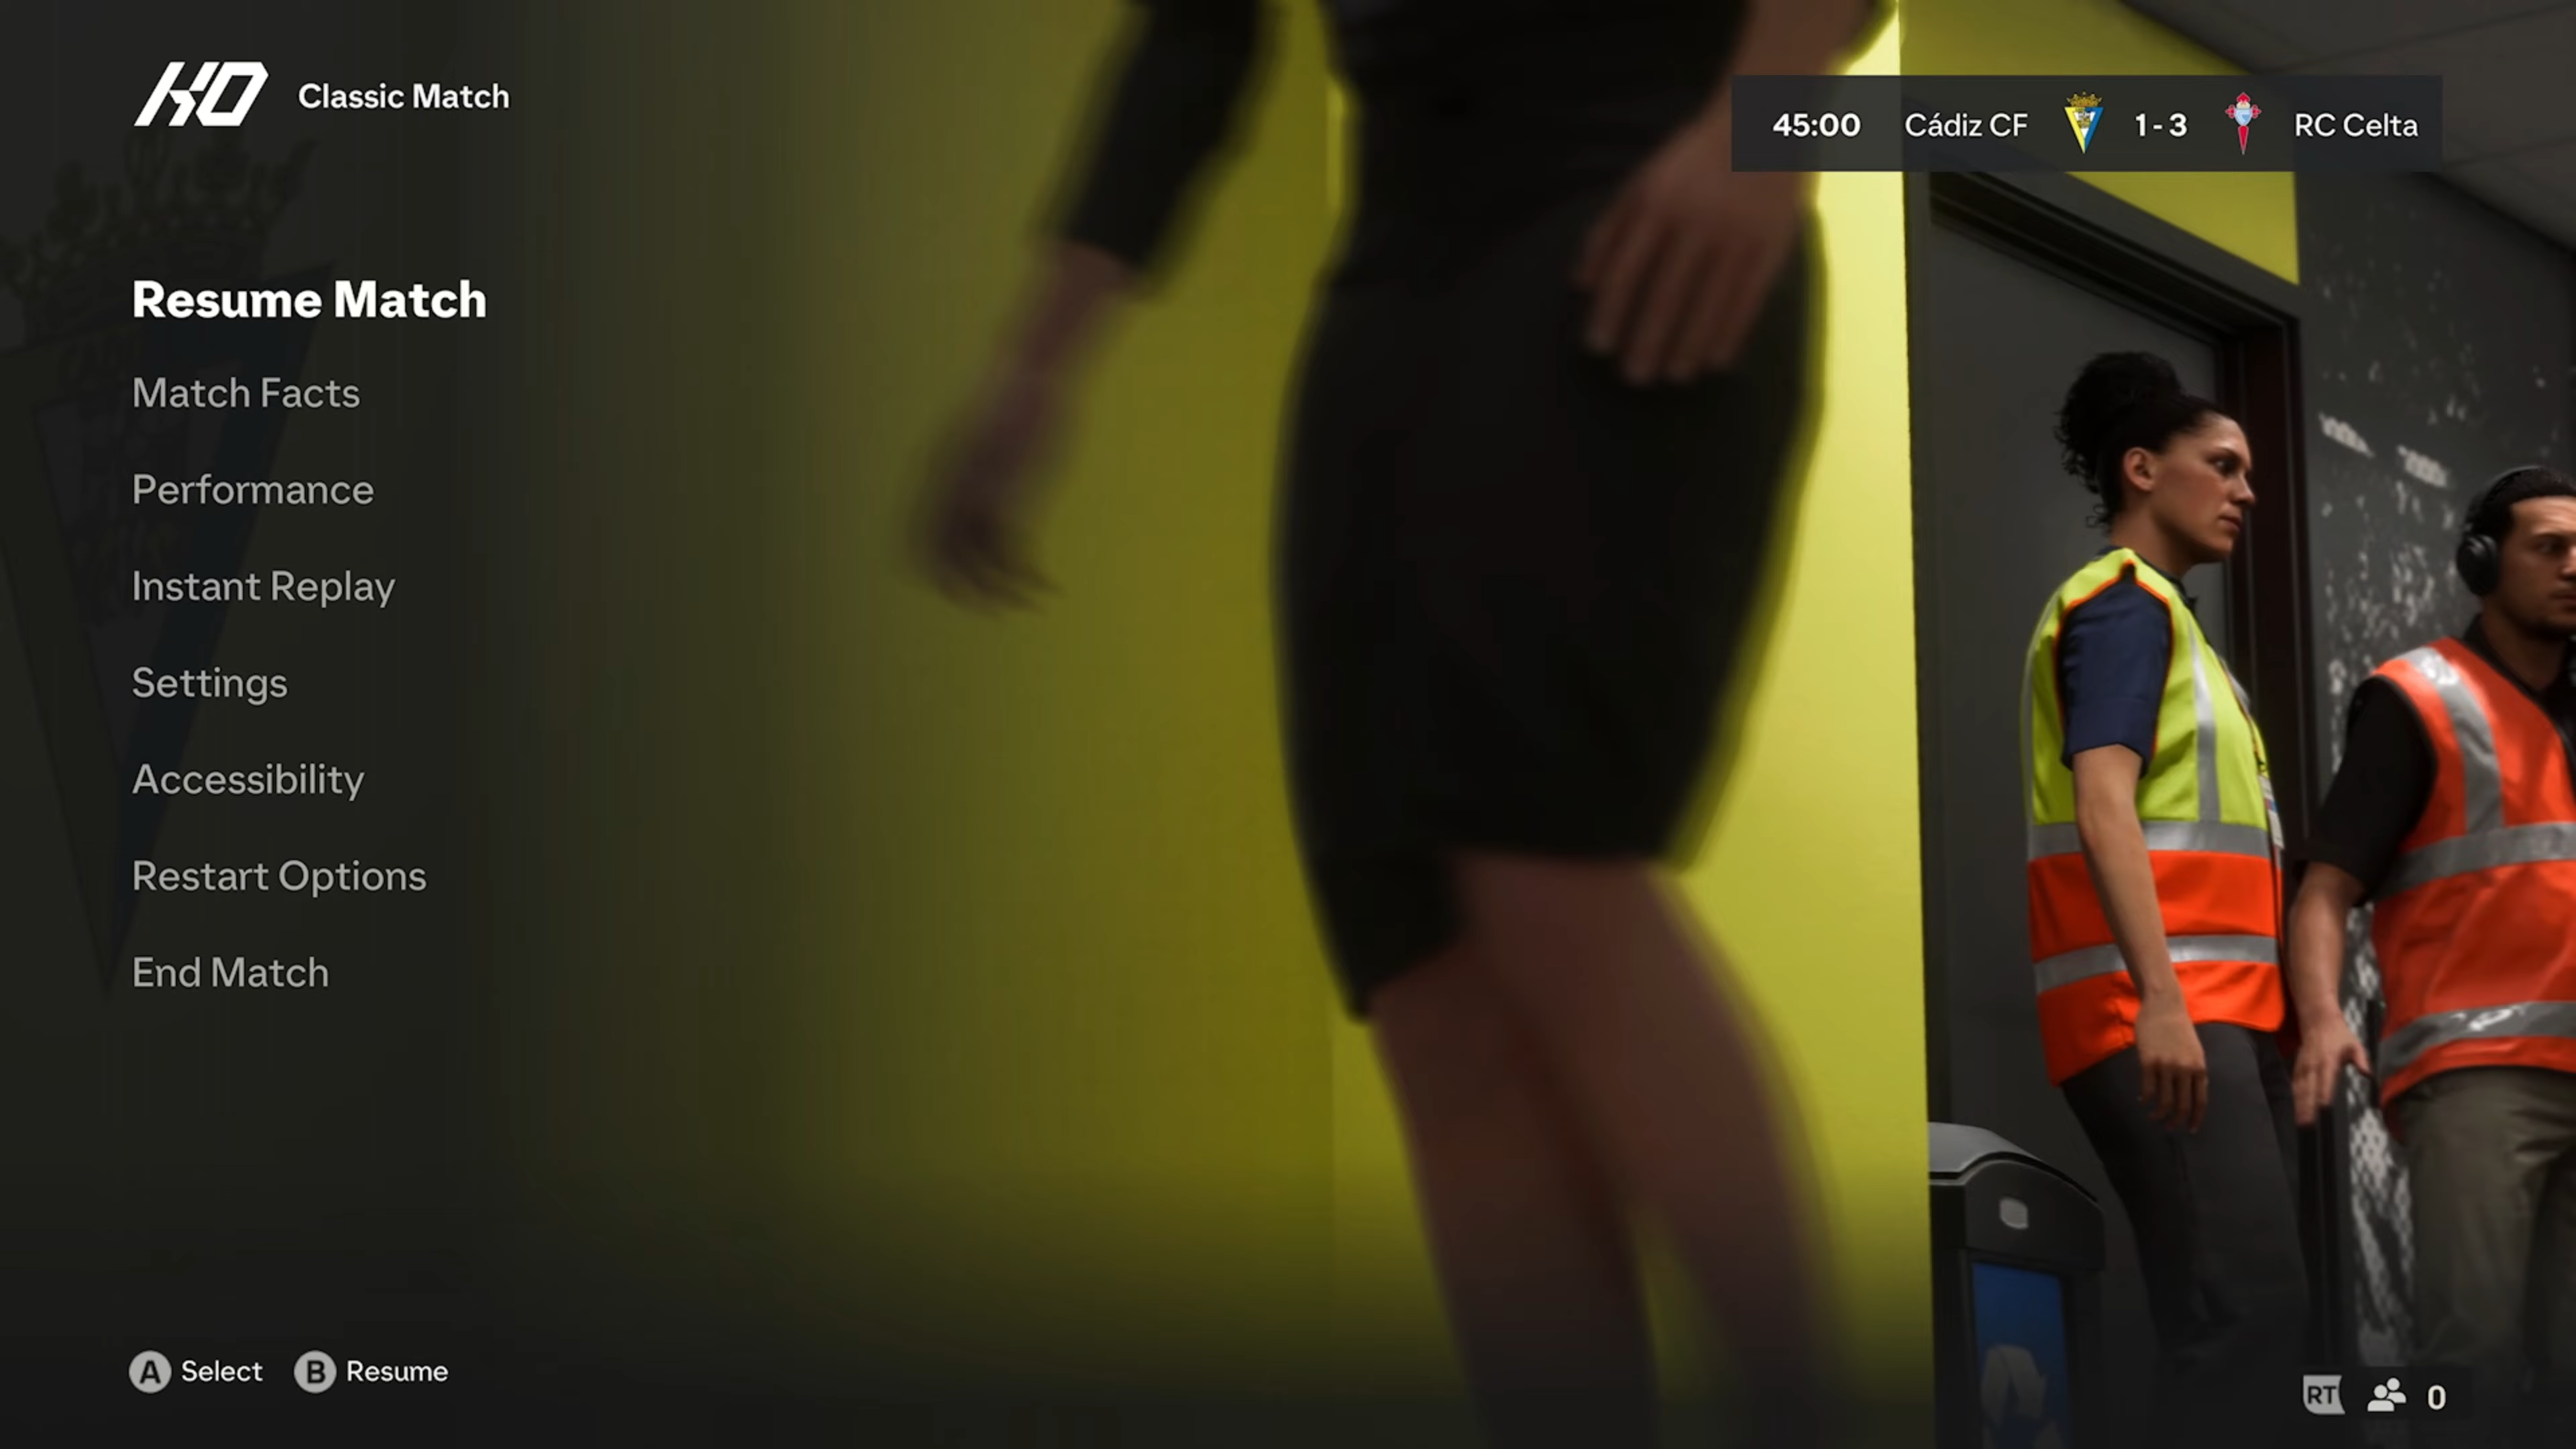 KO Classic Match
45:00 Cádiz CF 1 - 3 RC Celta
Resume Match
Match Facts
Performance
Instant Replay
Settings
Accessibility
Restart Options
End Match
A Select B Resume
RT 0